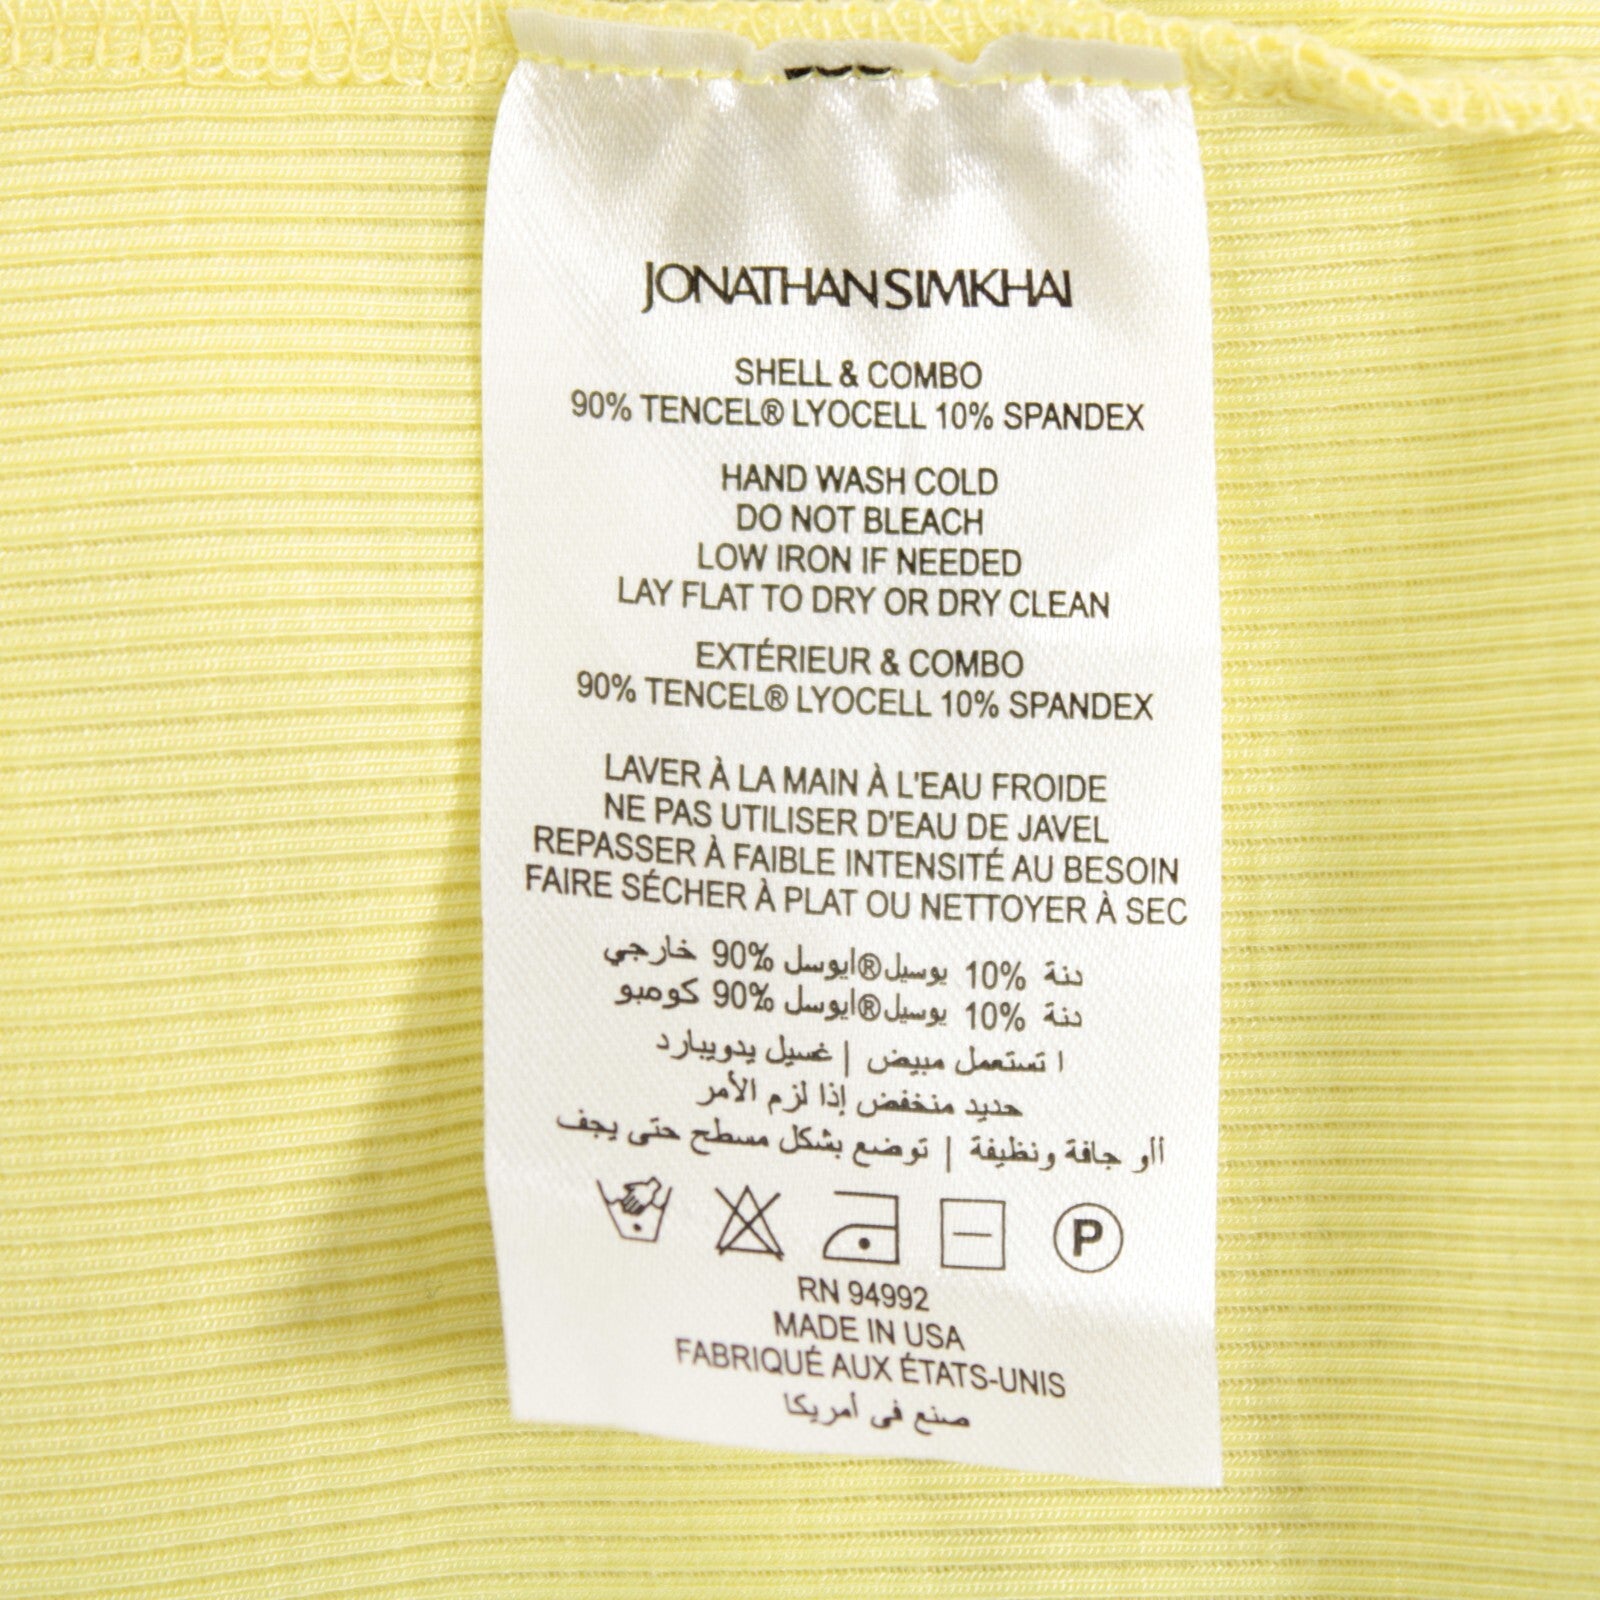 JONATHAN SIMKHAI
SHELL & COMBO
90% TENCEL® LYOCELL 10% SPANDEX
HAND WASH COLD
DO NOT BLEACH
LOW IRON IF NEEDED
LAY FLAT TO DRY OR DRY CLEAN
EXTÉRIEUR & COMBO
90% TENCEL® LYOCELL 10% SPANDEX
LAVER À LA MAIN À L'EAU FROIDE
NE PAS UTILISER D'EAU DE JAVEL
REPASSER À FAIBLE INTENSITÉ AU BESOIN
FAIRE SÉCHER À PLAT OU NETTOYER À SEC
دنة 10% يوسيل®ايوسل 90% خارجي
دنة 10% يوسيل®ايوسل 90% كومبو
ا تستعمل مبيض | غسيل يدويبارد
حديد منخفض إذا لزم الأمر
أاو جافة ونظيفة | توضع بشكل مسطح حتى يجف
P
RN 94992
MADE IN USA
FABRIQUÉ AUX ÉTATS-UNIS
صنع في أمريكا